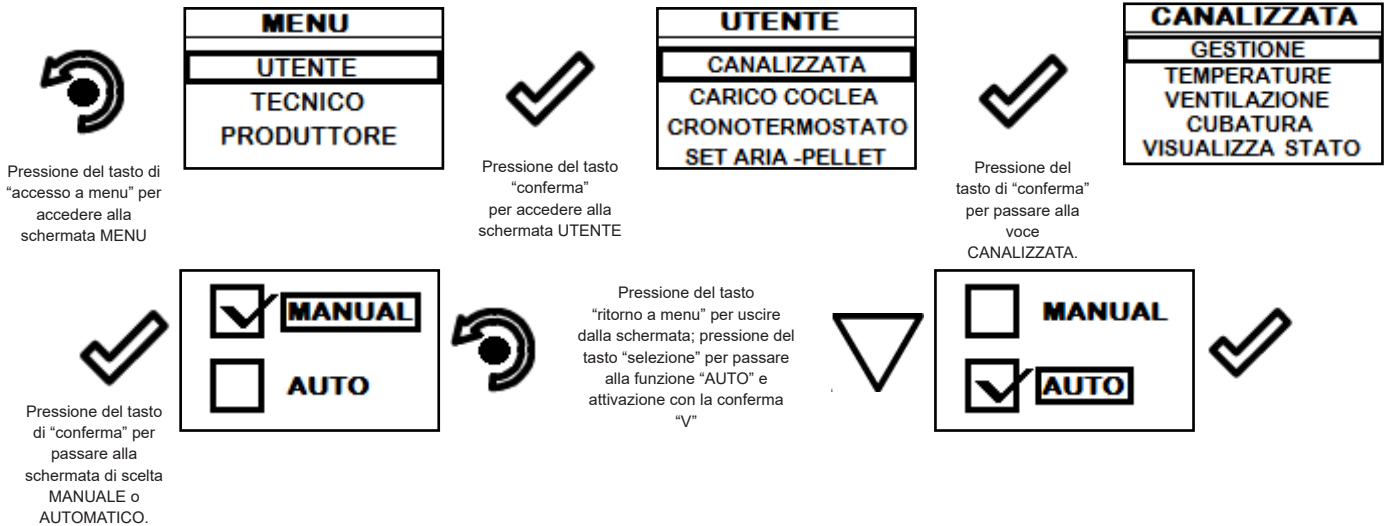 MENU
UTENTE
TECNICO
PRODUTTORE
Pressione del tasto di
“accesso a menu” per
accedere alla
schermata MENU
UTENTE
CANALIZZATA
CARICO COCLEA
CRONOTERMOSTATO
SET ARIA -PELLET
Pressione del tasto
“conferma”
per accedere alla
schermata UTENTE
CANALIZZATA
GESTIONE
TEMPERATURE
VENTILAZIONE
CUBATURA
VISUALIZZA STATO
Pressione del
tasto di “conferma”
per passare alla
voce
CANALIZZATA.
MANUAL
AUTO
Pressione del tasto
di “conferma” per
passare alla
schermata di scelta
MANUALE o
AUTOMATICO.
Pressione del tasto
“ritorno a menu” per uscire
dalla schermata; pressione del
tasto “selezione” per passare
alla funzione “AUTO” e
attivazione con la conferma
“V”
MANUAL
AUTO